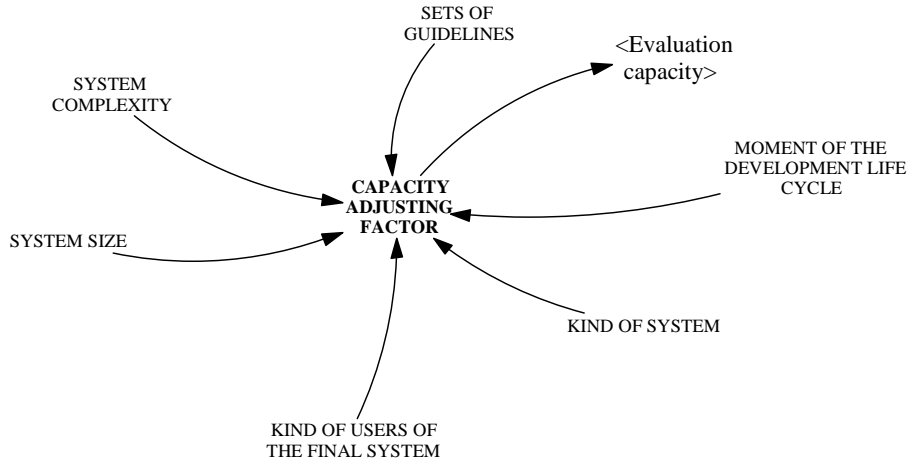 SETS OF
GUIDELINES
<Evaluation
capacity>
SYSTEM
COMPLEXITY
MOMENT OF THE
DEVELOPMENT LIFE
CYCLE
CAPACITY
ADJUSTING
FACTOR
SYSTEM SIZE
KIND OF SYSTEM
KIND OF USERS OF
THE FINAL SYSTEM